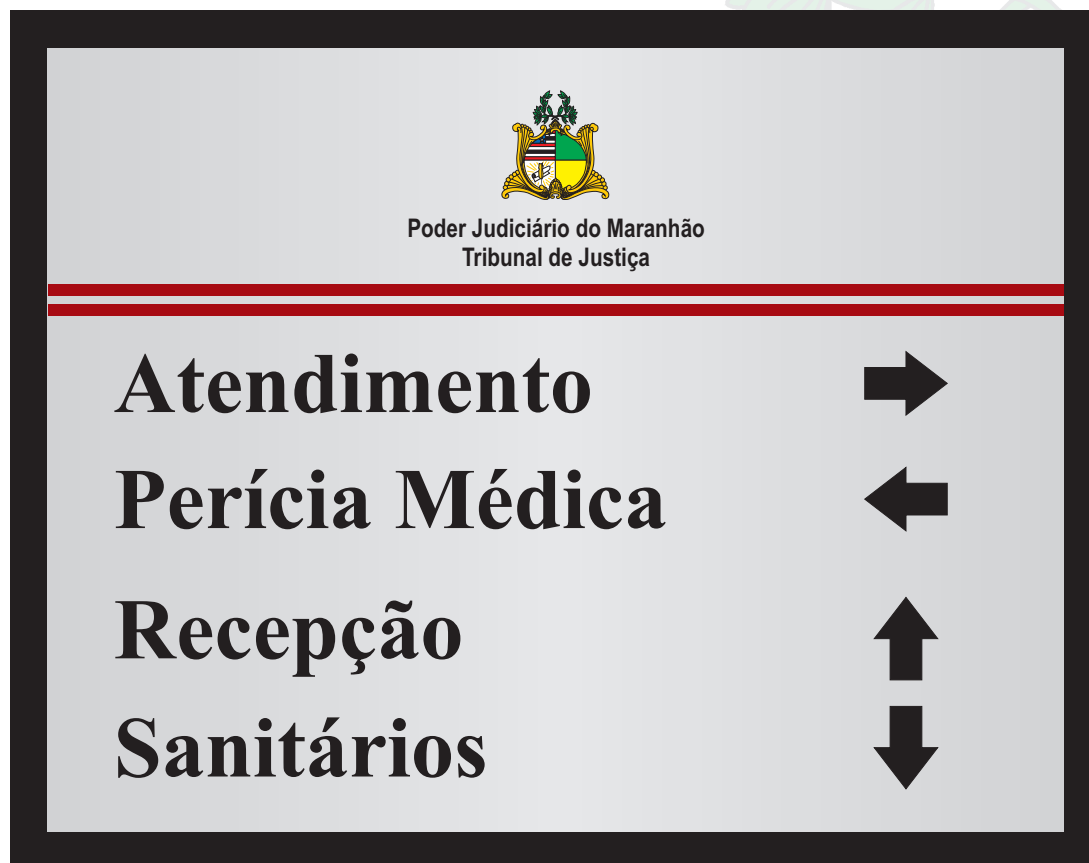 Poder Judiciário do Maranhão
Tribunal de Justiça
Atendimento
Perícia Médica
Recepção
Sanitários